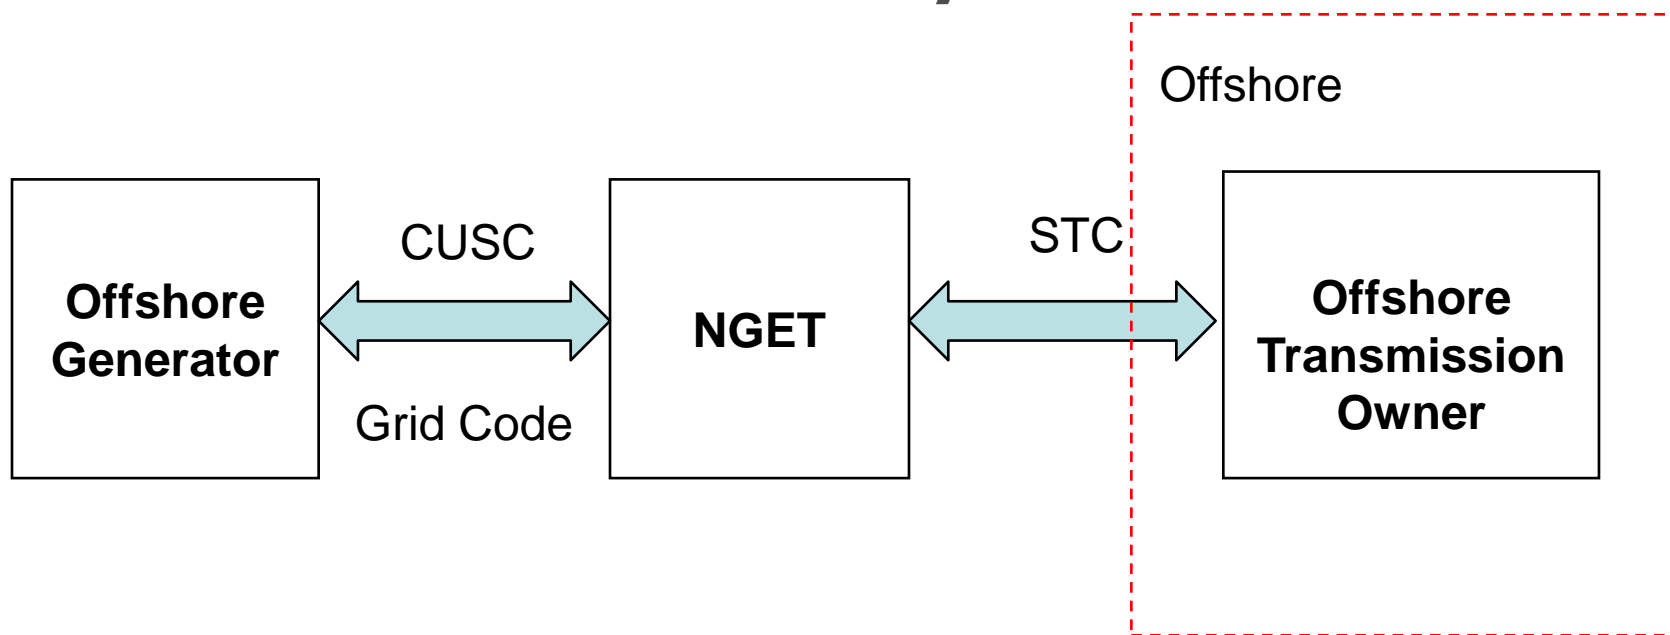 Offshore
CUSC
STC
Offshore
Generator
NGET
Offshore
Transmission
Owner
Grid Code